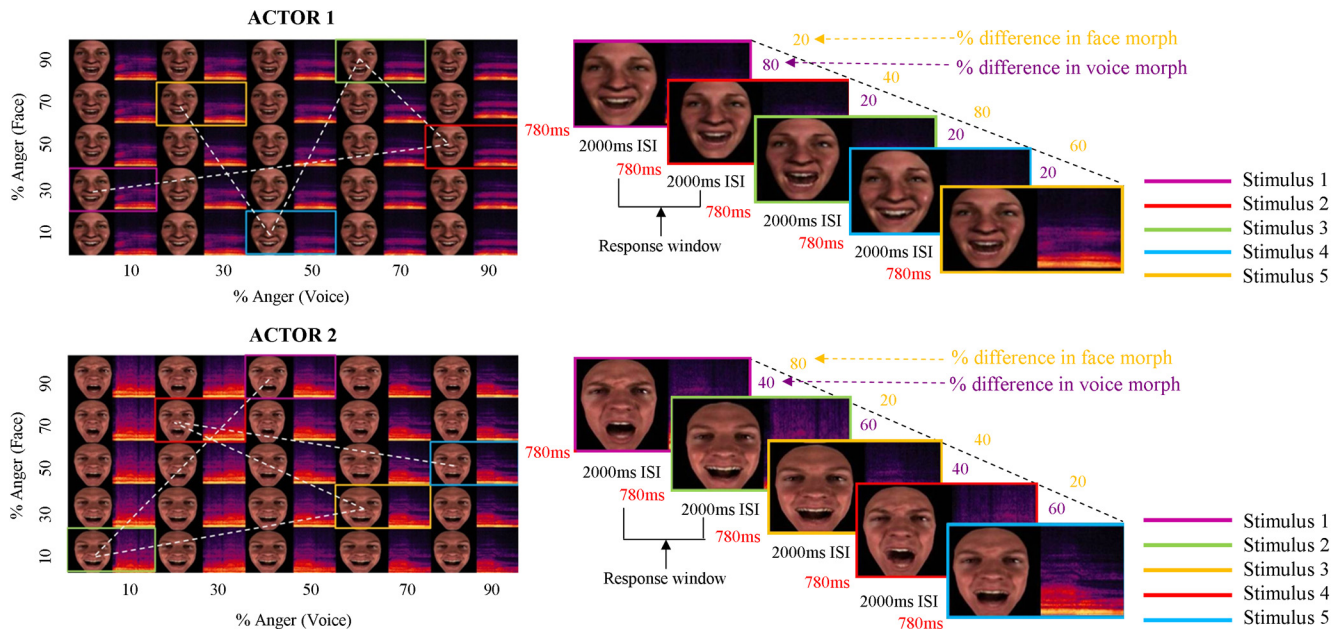 ACTOR 1
% Anger (Face)
90
70
50
30
10
10 30 50 70 90
% Anger (Voice)
20 % difference in face morph
80 % difference in voice morph
40
20
80
20
60
20
780ms
2000ms ISI
780ms
2000ms ISI
780ms
Response window
780ms
2000ms ISI
780ms
Stimulus 1
Stimulus 2
Stimulus 3
Stimulus 4
Stimulus 5
ACTOR 2
% Anger (Face)
90
70
50
30
10
10 30 50 70 90
% Anger (Voice)
80 % difference in face morph
40 % difference in voice morph
20
60
40
40
20
60
780ms
2000ms ISI
780ms
2000ms ISI
780ms
Response window
2000ms ISI
780ms
2000ms ISI
780ms
Stimulus 1
Stimulus 2
Stimulus 3
Stimulus 4
Stimulus 5